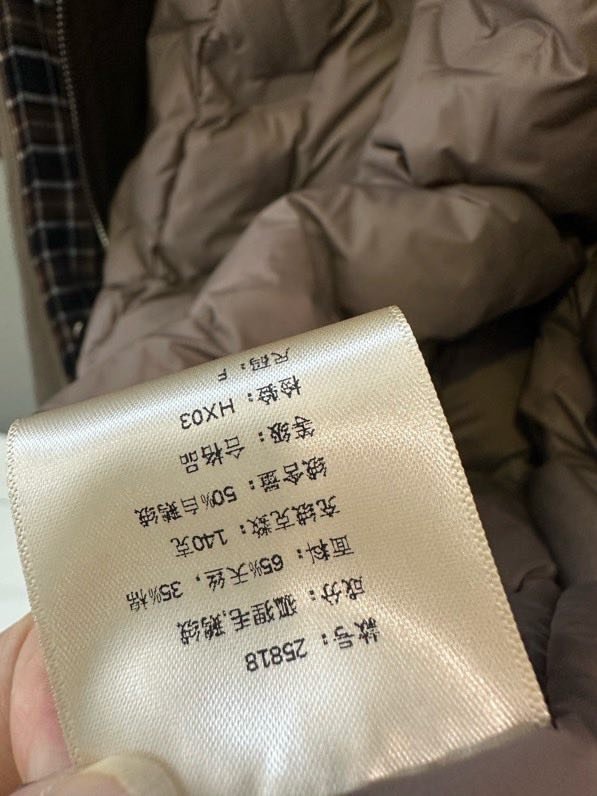 款号：25818
成分：狐狸毛,鹅绒
面料：65%天丝，35%棉
充绒克数：140克
绒含量：50%白鹅绒
等级：合格品
检验：HX03
尺码：F